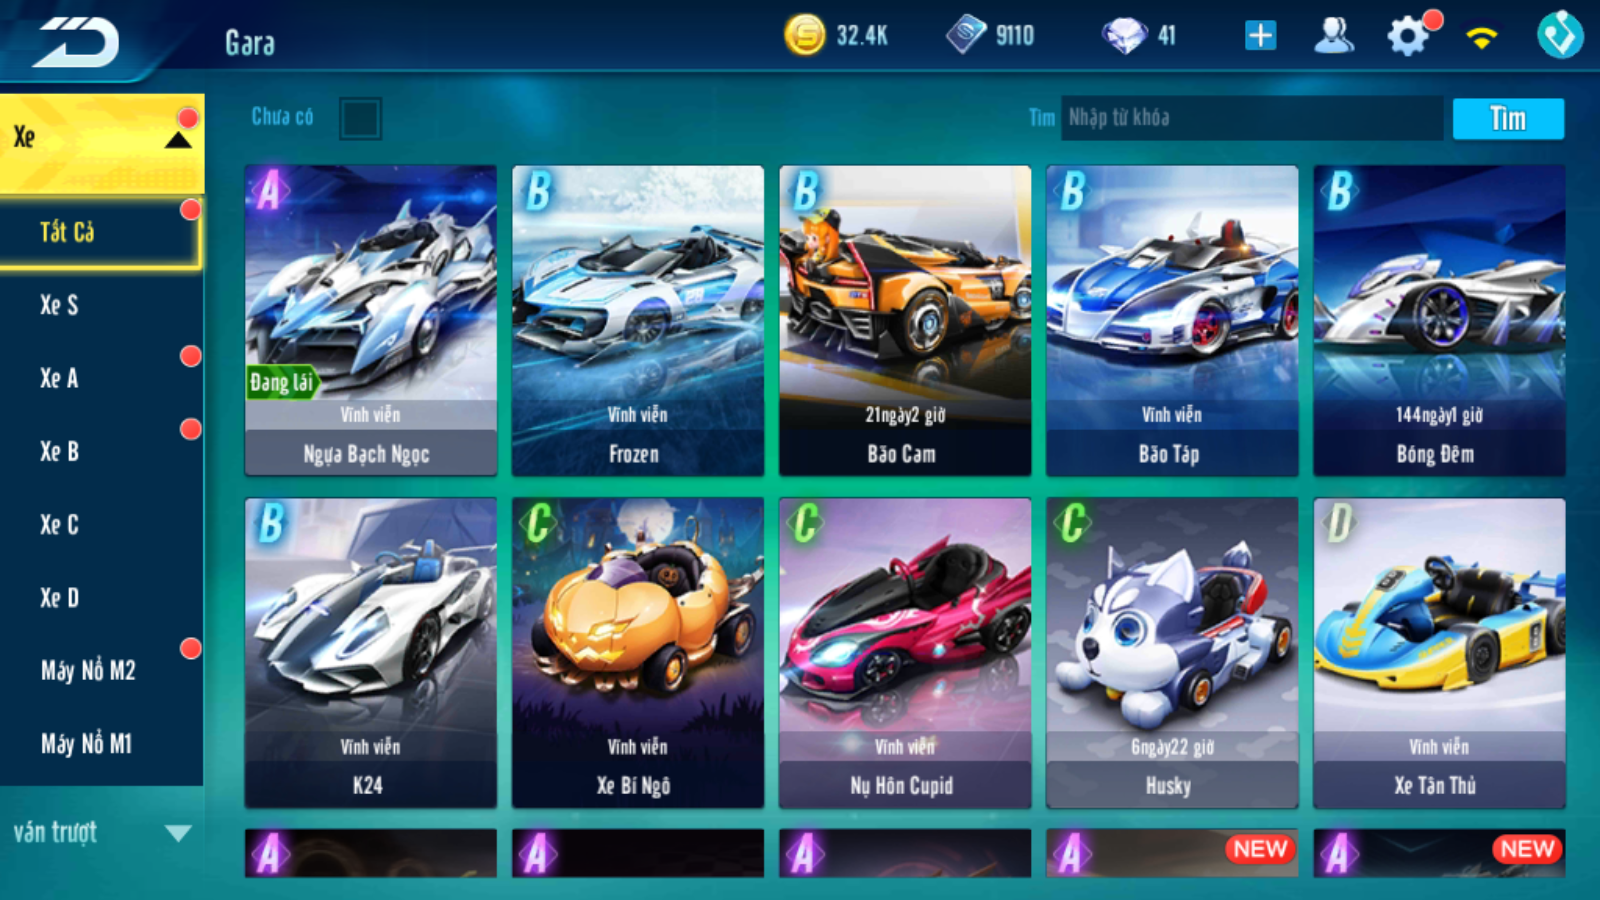 Gara
32.4K
9110
41
Xe
Tất Cả
Xe S
Xe A
Xe B
Xe C
Xe D
Máy Nổ M2
Máy Nổ M1
ván trượt
Chưa có
Tìm
Nhập từ khóa
Tìm
A
Đang lái
Vĩnh viễn
Ngựa Bạch Ngọc
B
Vĩnh viễn
Frozen
B
21ngày2 giờ
Bão Cam
B
Vĩnh viễn
Bão Táp
B
144ngày1 giờ
Bóng Đêm
B
Vĩnh viễn
K24
C
Vĩnh viễn
Xe Bí Ngô
C
Vĩnh viễn
Nụ Hôn Cupid
C
6ngày22 giờ
Husky
D
Vĩnh viễn
Xe Tân Thủ
A
A
A
A
NEW
A
NEW